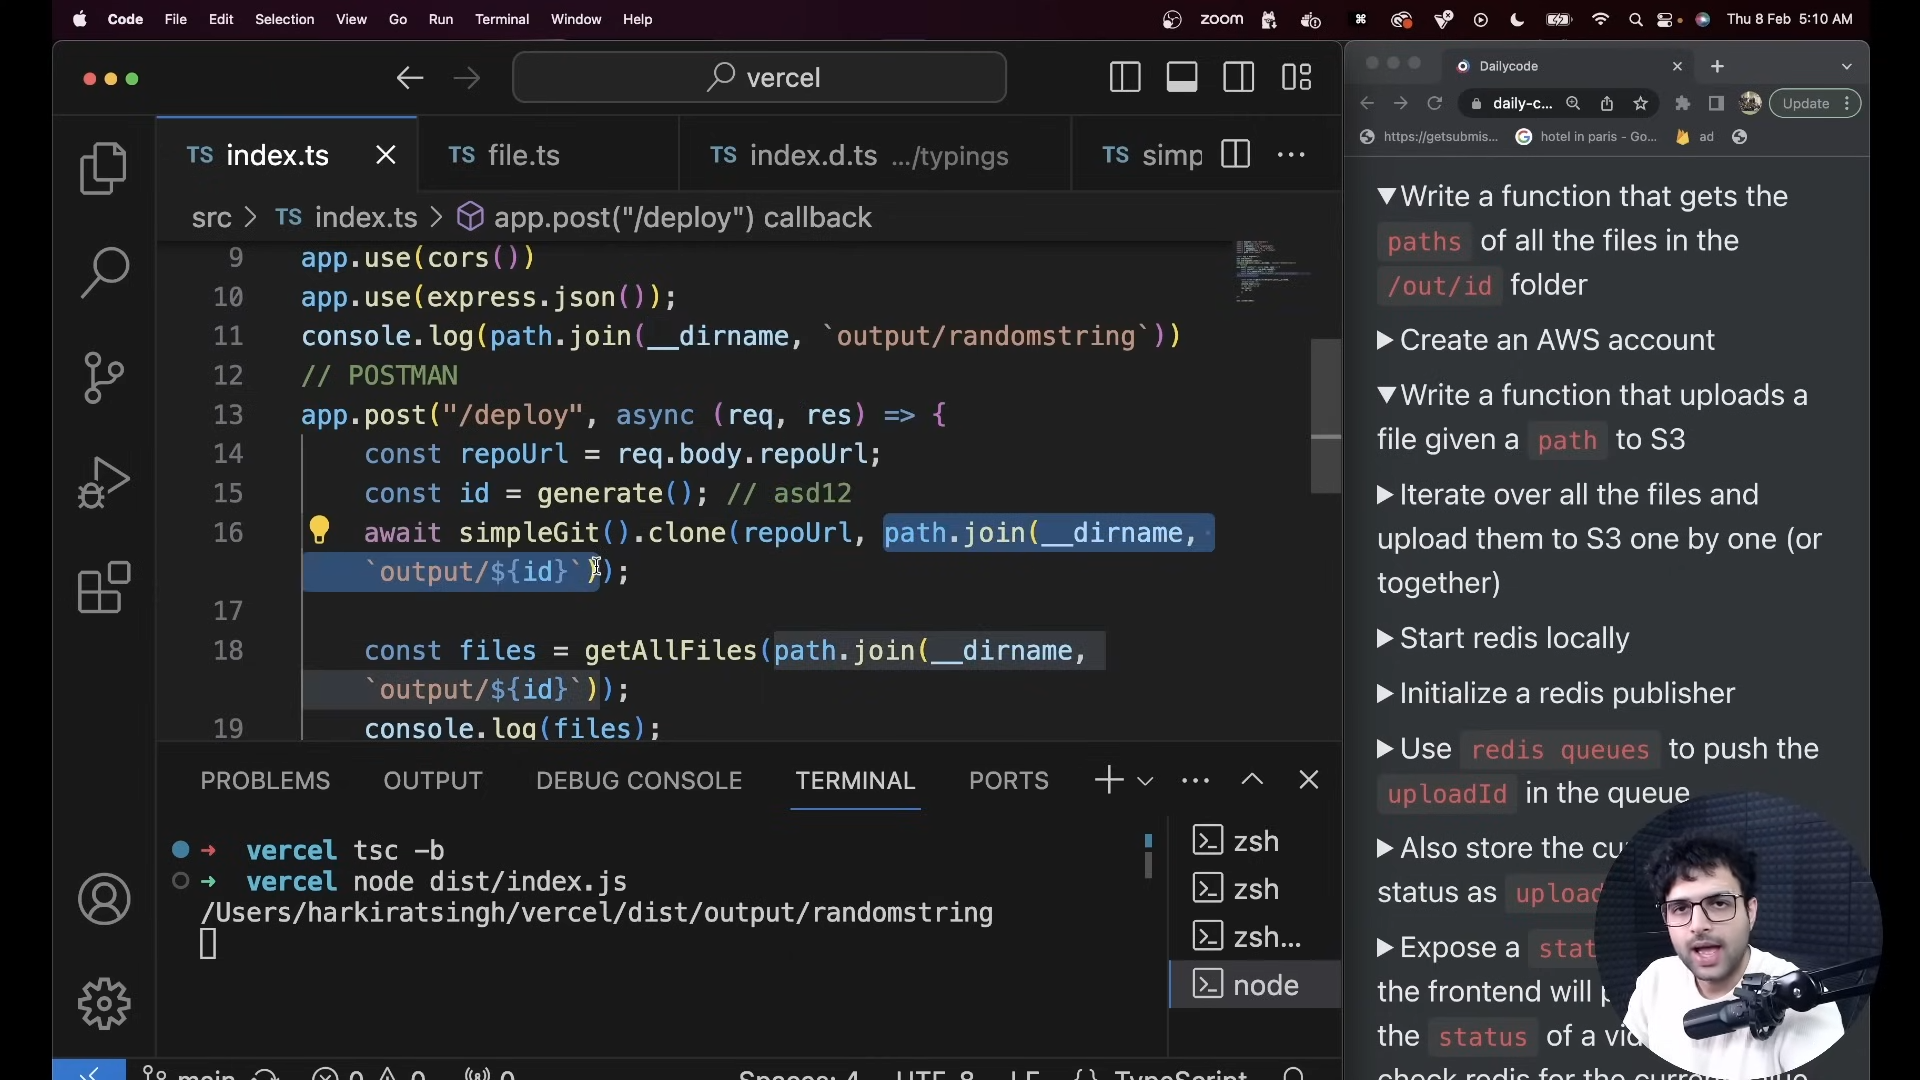 Code File Edit Selection View Go Run Terminal Window Help
zoom
Thu 8 Feb 5:10 AM
vercel
TS index.ts
TS file.ts
TS index.d.ts .../typings
TS simp
src > TS index.ts > app.post("/deploy") callback
9 app.use(cors())
10 app.use(express.json());
11 console.log(path.join(__dirname, `output/randomstring`))
12 // POSTMAN
13 app.post("/deploy", async (req, res) => {
14 const repoUrl = req.body.repoUrl;
15 const id = generate(); // asd12
16 await simpleGit().clone(repoUrl, path.join(__dirname,
`output/${id}`));
17
18 const files = getAllFiles(path.join(__dirname,
`output/${id}`));
19 console.log(files);
PROBLEMS OUTPUT DEBUG CONSOLE TERMINAL PORTS
vercel tsc -b
vercel node dist/index.js
/Users/harkiratsingh/vercel/dist/output/randomstring
zsh
zsh
zsh...
node
main
0 0 0
Spaces: 4 UTF-8 LF {} TypeScript
Dailycode
daily-c...
Update
https://getsubmis...
hotel in paris - Go...
ad
Write a function that gets the
paths of all the files in the
/out/id folder
Create an AWS account
Write a function that uploads a
file given a path to S3
Iterate over all the files and
upload them to S3 one by one (or
together)
Start redis locally
Initialize a redis publisher
Use redis queues to push the
uploadId in the queue
Also store the cu
status as upload
Expose a stat
the frontend will
the status of a vi
check redis for the curre